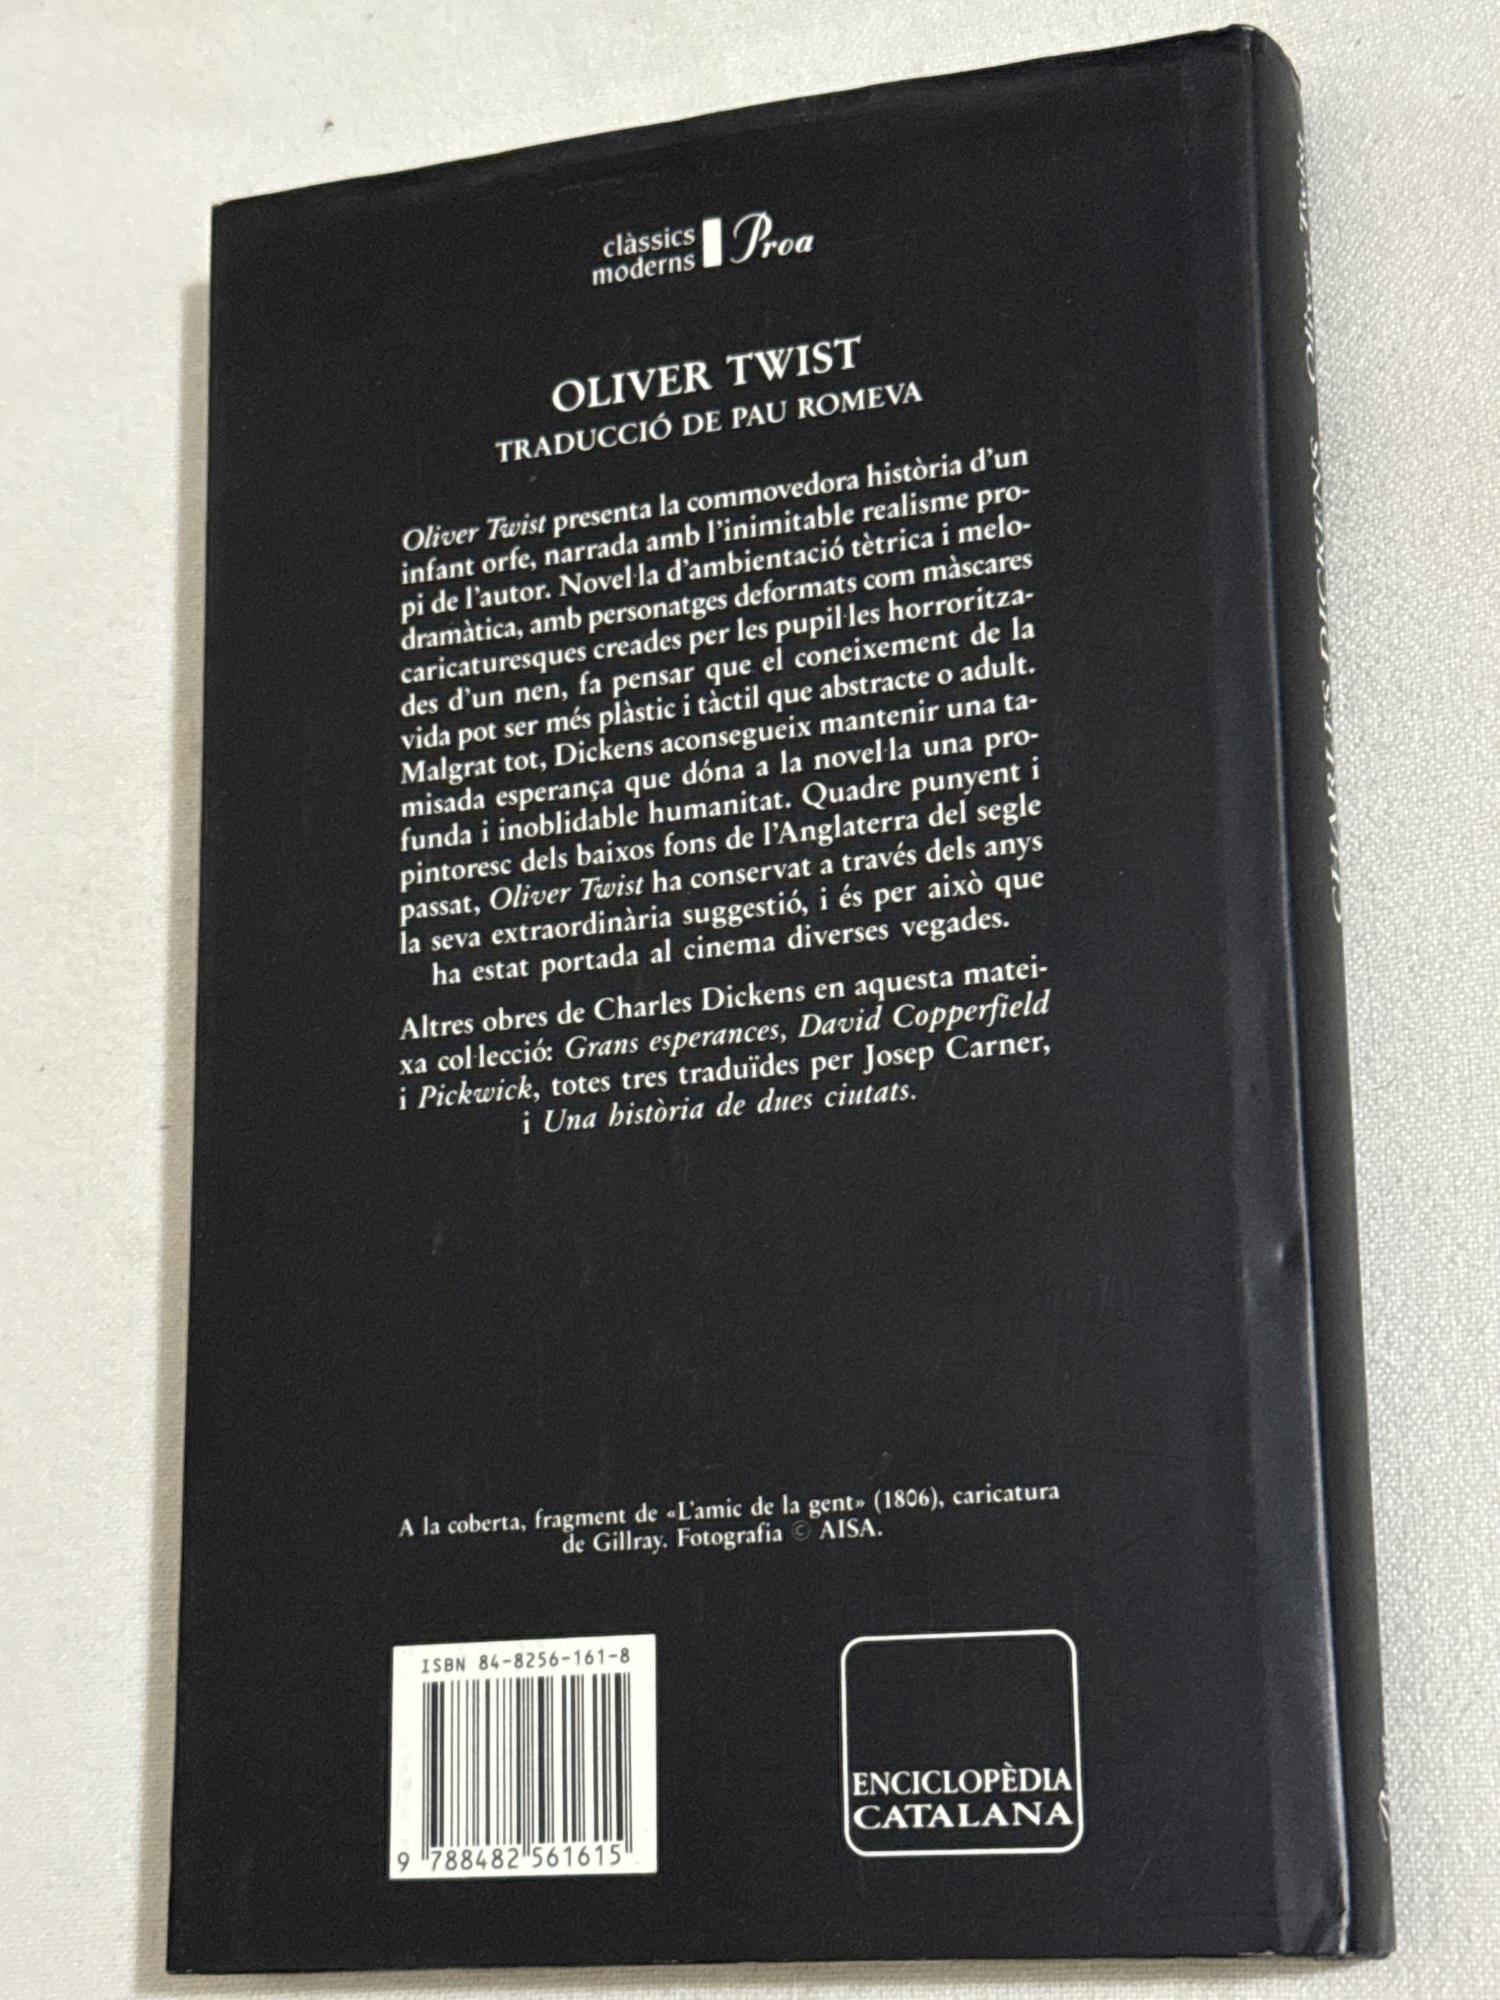 clàssics
moderns
Proa
OLIVER TWIST
TRADUCCIÓ DE PAU ROMEVA
Oliver Twist presenta la commovedora història d'un
infant orfe, narrada amb l'inimitable realisme pro-
pi de l'autor. Novel·la d'ambientació tètrica i melo-
dramàtica, amb personatges deformats com màscares
caricaturesques creades per les pupil·les horroritza-
des d'un nen, fa pensar que el coneixement de la
vida pot ser més plàstic i tàctil que abstracte o adult.
Malgrat tot, Dickens aconsegueix mantenir una ta-
misada esperança que dóna a la novel·la una pro-
funda i inoblidable humanitat. Quadre punyent i
pintoresc dels baixos fons de l'Anglaterra del segle
passat, Oliver Twist ha conservat a través dels anys
la seva extraordinària suggestió, i és per això que
ha estat portada al cinema diverses vegades.
Altres obres de Charles Dickens en aquesta matei-
xa col·lecció: Grans esperances, David Copperfield
i Pickwick, totes tres traduïdes per Josep Carner,
i Una història de dues ciutats.
A la coberta, fragment de «L'amic de la gent» (1806), caricatura
de Gillray. Fotografia © AISA.
ISBN 84-8256-161-8
9 788482 561615
ENCICLOPÈDIA
CATALANA
CHARLES DICKENS Oliver Twist